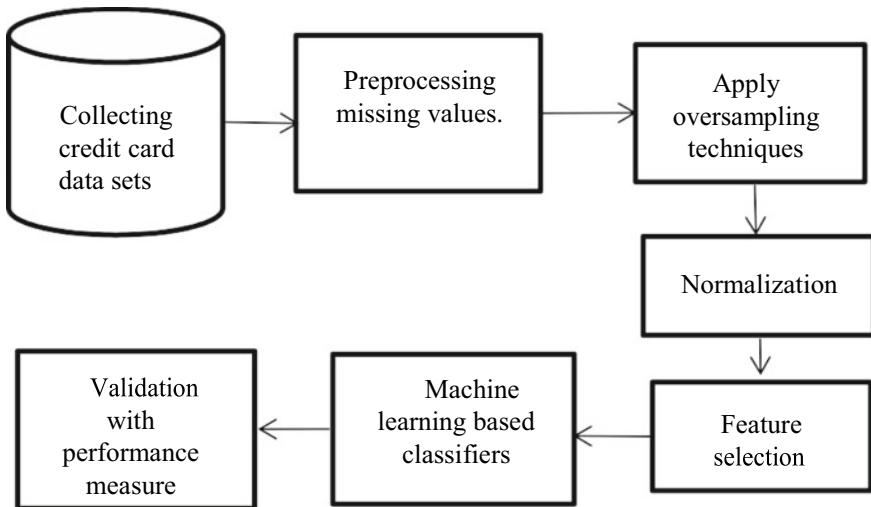 Collecting
credit card
data sets
Preprocessing
missing values.
Apply
oversampling
techniques
Normalization
Feature
selection
Machine
learning based
classifiers
Validation
with
performance
measure